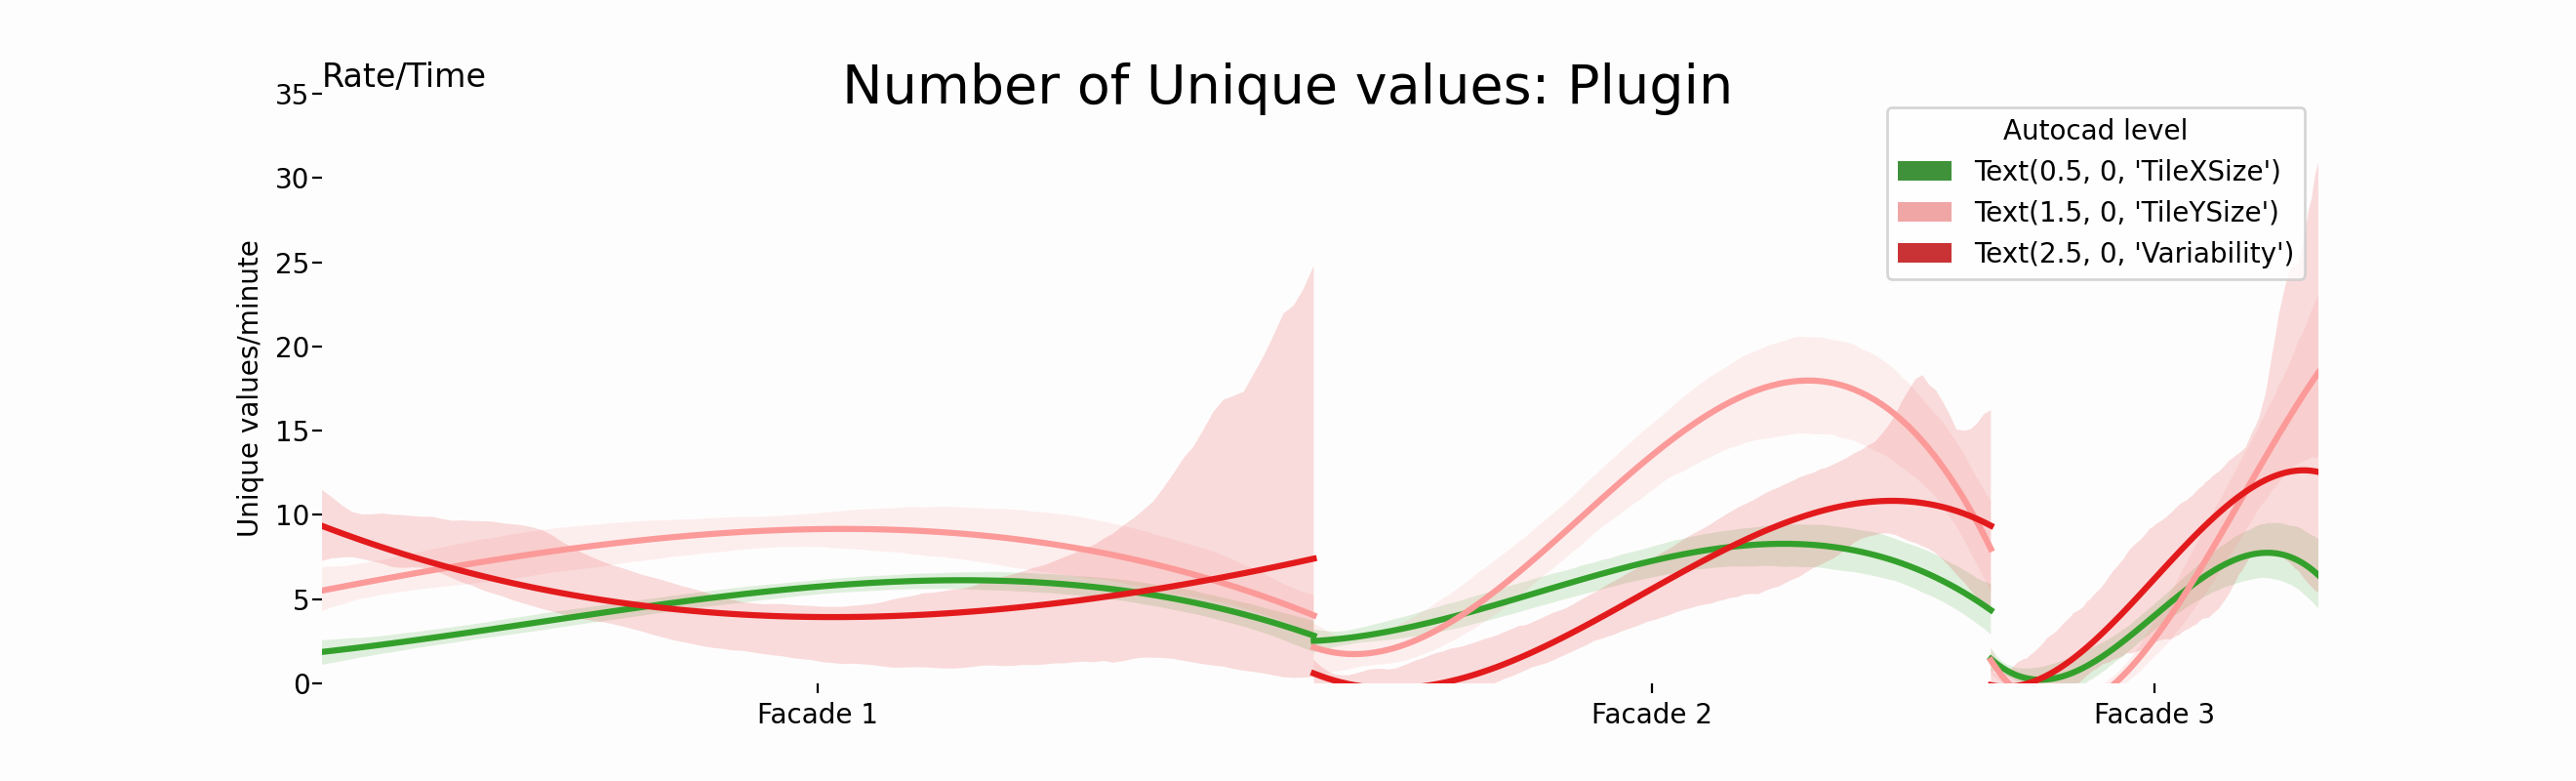 Rate/Time
Number of Unique values: Plugin
35
30
25
20
15
10
5
0
Unique values/minute
Autocad level
Text(0.5, 0, 'TileXSize')
Text(1.5, 0, 'TileYSize')
Text(2.5, 0, 'Variability')
Facade 1
Facade 2
Facade 3